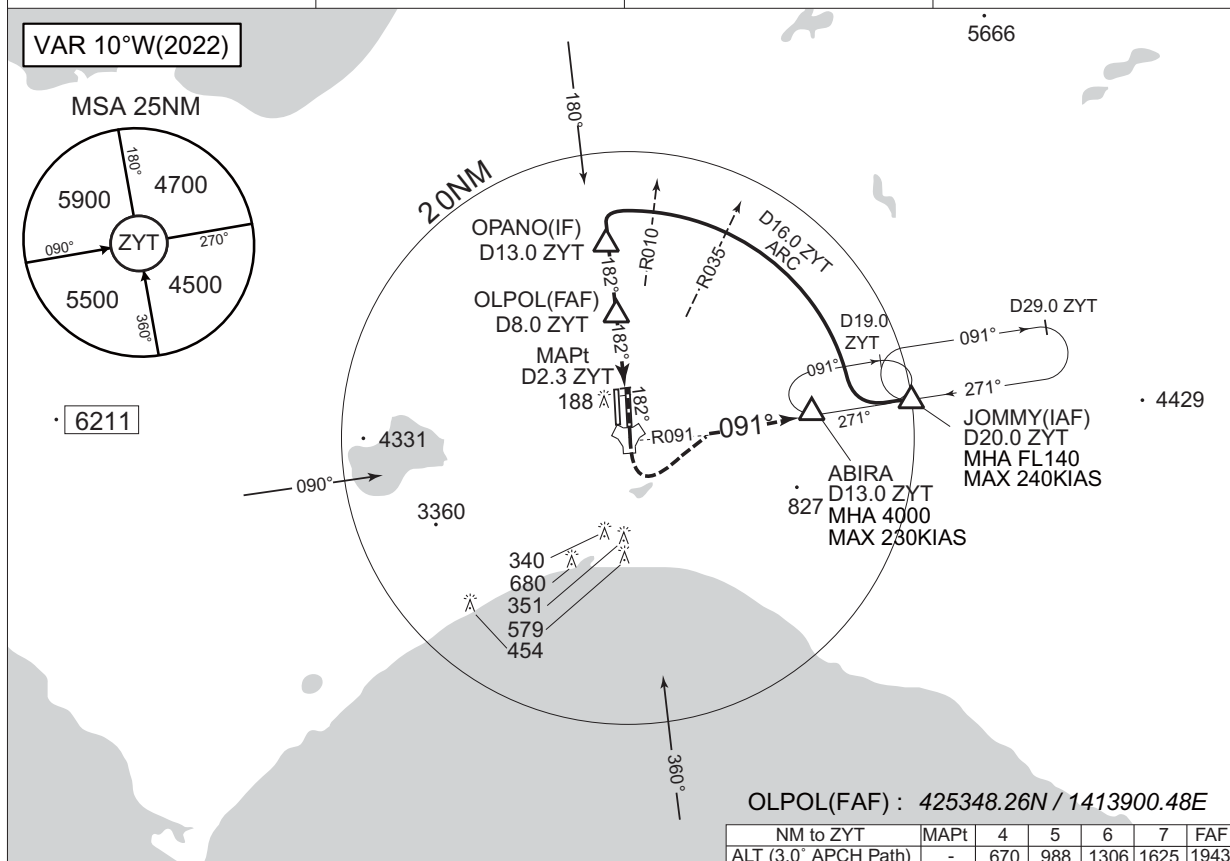 VAR 10°W(2022)
5666
MSA 25NM
180°
5900
4700
ZYT
090°
270°
5500
4500
360°
6211
180°
20NM
OPANO(IF)
D13.0 ZYT
R010
R035
D16.0 ZYT
ARC
182°
OLPOL(FAF)
D8.0 ZYT
182°
MAPt
D2.3 ZYT
188
182°
D19.0
ZYT
D29.0 ZYT
091°
091°
271°
R091
091°
271°
4429
JOMMY(IAF)
D20.0 ZYT
MHA FL140
MAX 240KIAS
4331
090°
3360
827
ABIRA
D13.0 ZYT
MHA 4000
MAX 230KIAS
340
680
351
579
454
360°
OLPOL(FAF) : 425348.26N / 1413900.48E
NM to ZYT MAPt 4 5 6 7 FAF
ALT (3.0° APCH Path) - 670 988 1306 1625 1943